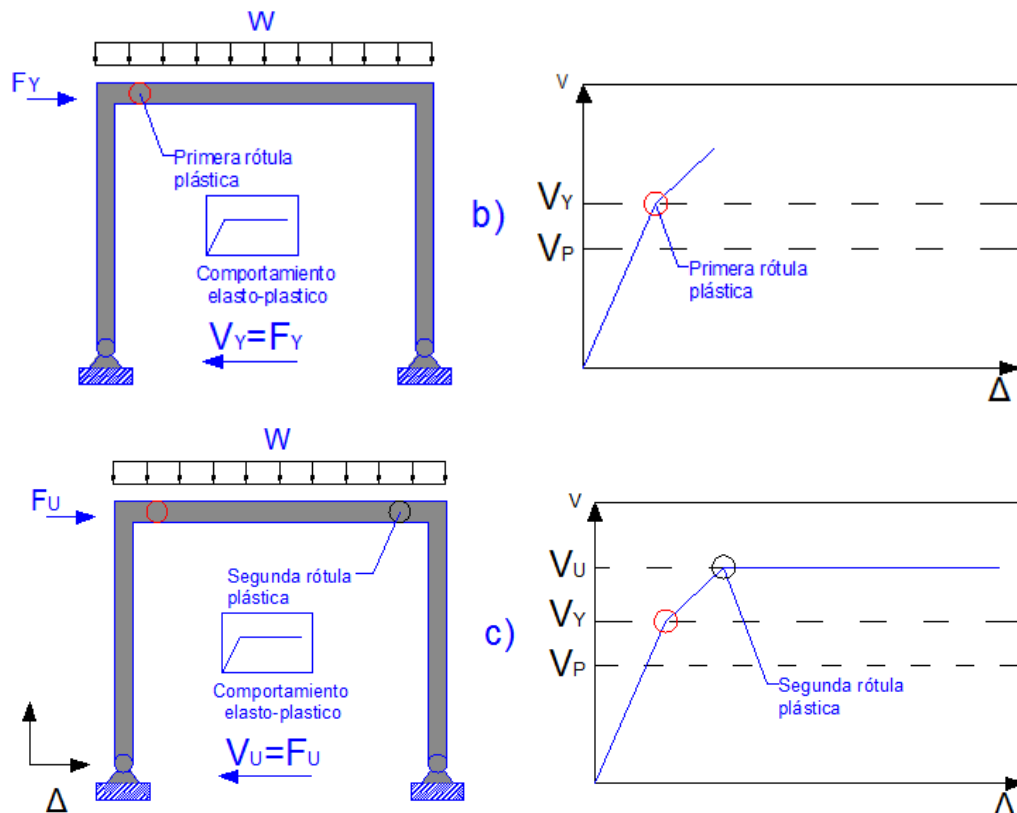 W
FY
Primera rótula
plástica
Comportamiento
elasto-plastico
VY=FY
b)
V
VY
VP
Primera rótula
plástica
Δ
W
FU
Segunda rótula
plástica
Comportamiento
elasto-plastico
VU=FU
Δ
c)
V
VU
VY
VP
Segunda rótula
plástica
Δ